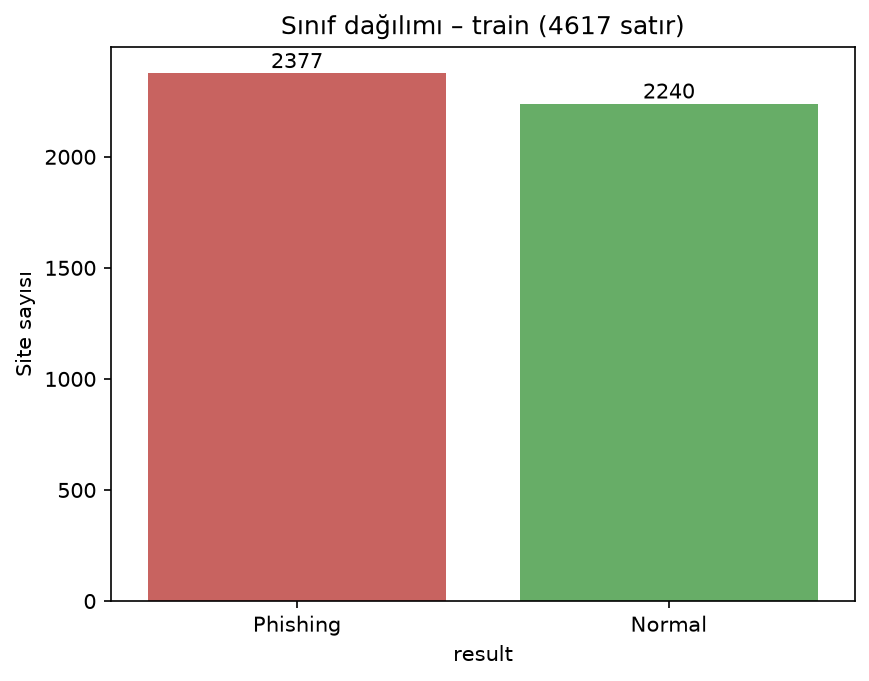 Sınıf dağılımı – train (4617 satır)
2377
2240
Site sayısı
2000
1500
1000
500
0
Phishing
Normal
result